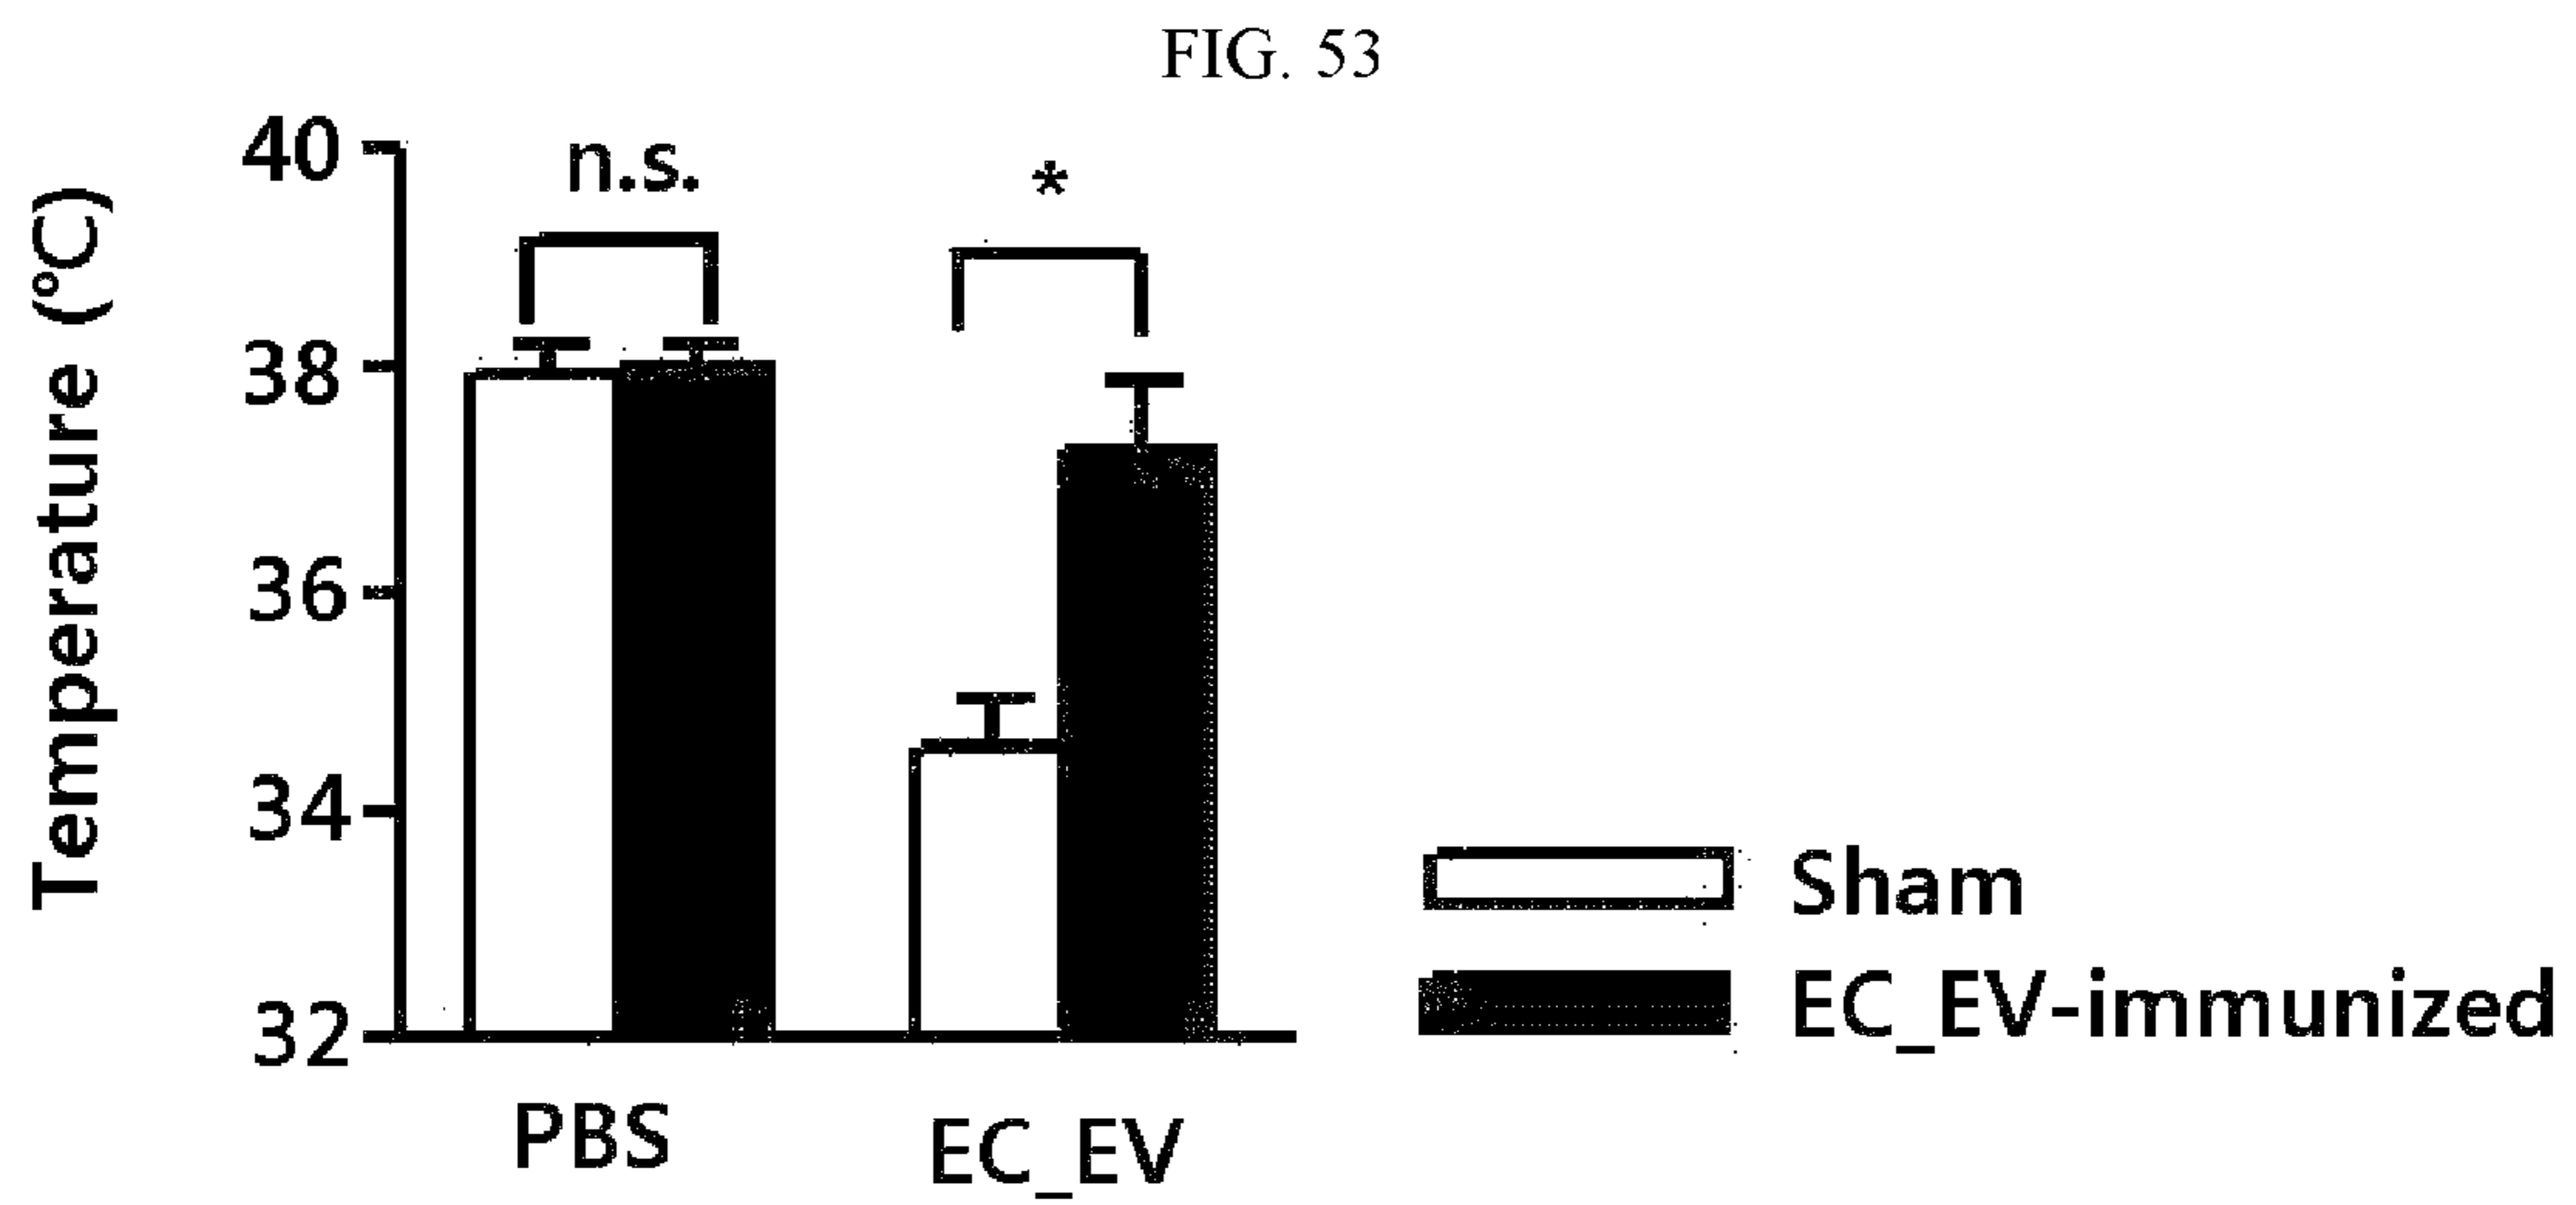 FIG. 53
Temperature (℃)
40
38
36
34
32
n.s.
*
PBS
EC_EV
Sham
EC_EV-immunized